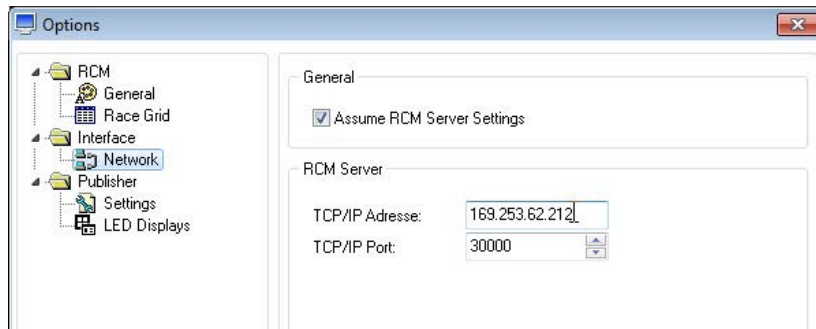 Options
RCM
General
Race Grid
Interface
Network
Publisher
Settings
LED Displays
General
Assume RCM Server Settings
RCM Server
TCP/IP Adresse: 169.253.62.212
TCP/IP Port: 30000